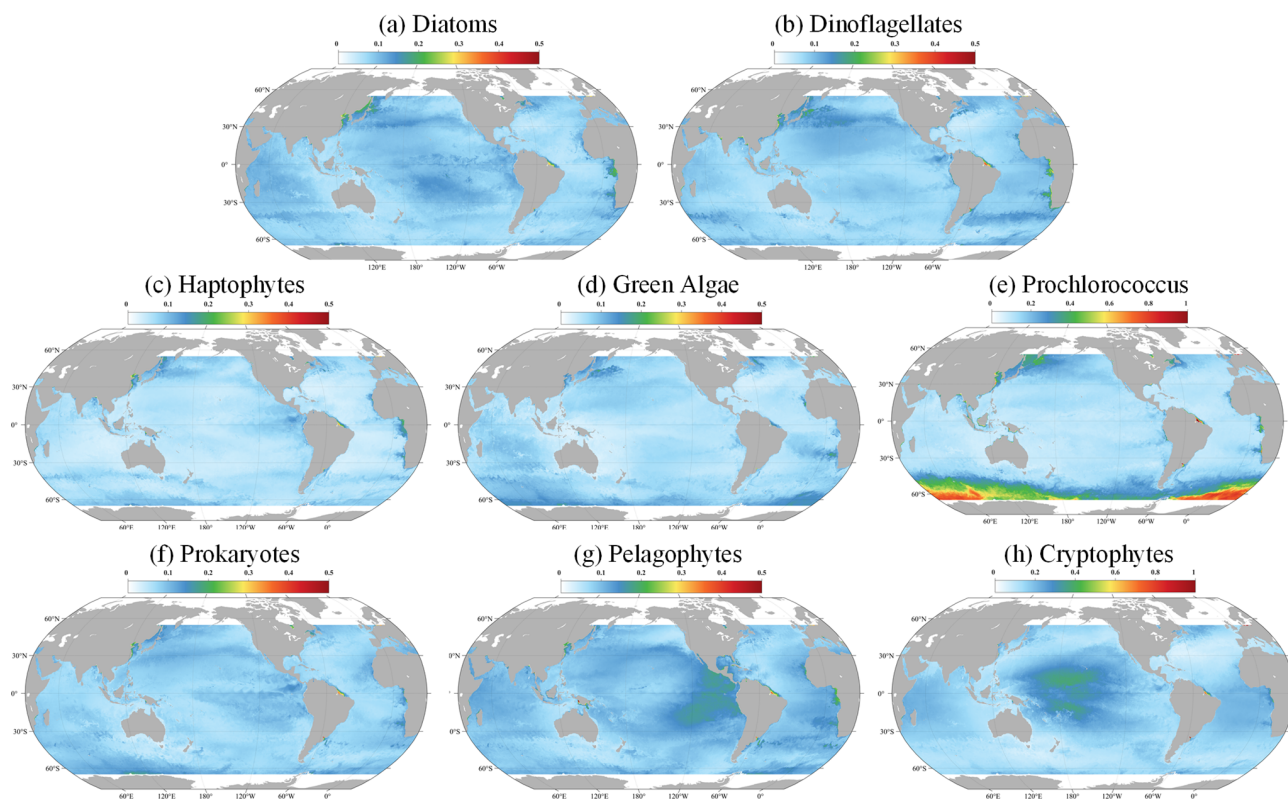 (a) Diatoms
(b) Dinoflagellates
0 0.1 0.2 0.3 0.4 0.5
0 0.1 0.2 0.3 0.4 0.5
60°N
30°N
0°
30°S
60°S
120°E 180°W 120°W 60°W
60°N
30°N
0°
30°S
60°S
120°E 180°W 120°W 60°W
(c) Haptophytes
(d) Green Algae
(e) Prochlorococcus
0 0.1 0.2 0.3 0.4 0.5
0 0.1 0.2 0.3 0.4 0.5
0 0.2 0.4 0.6 0.8 1
60°N
30°N
0°
30°S
60°S
60°E 120°E 180°W 120°W 60°W 0°
60°N
30°N
0°
30°S
60°S
60°E 120°E 180°W 120°W 60°W 0°
60°N
30°N
0°
30°S
60°S
60°E 120°E 180°W 120°W 60°W 0°
(f) Prokaryotes
(g) Pelagophytes
(h) Cryptophytes
0 0.1 0.2 0.3 0.4 0.5
0 0.1 0.2 0.3 0.4 0.5
0 0.2 0.4 0.6 0.8 1
60°N
30°N
0°
30°S
60°S
60°E 120°E 180°W 120°W 60°W 0°
60°N
30°N
0°
30°S
60°S
60°E 120°E 180°W 120°W 60°W 0°
60°N
30°N
0°
30°S
60°S
60°E 120°E 180°W 120°W 60°W 0°